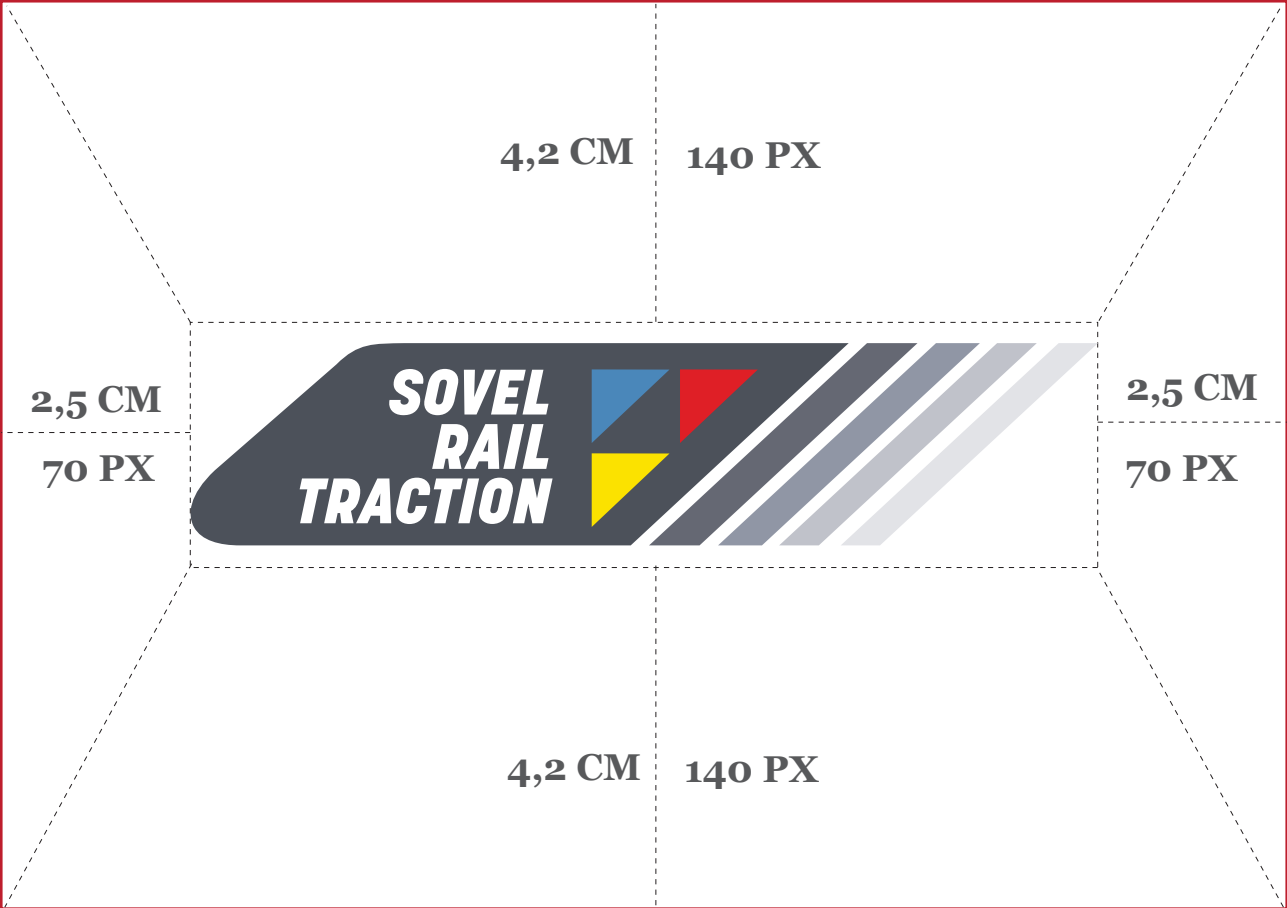 4,2 CM
140 PX
2,5 CM
70 PX
SOVEL
RAIL
TRACTION
2,5 CM
70 PX
4,2 CM
140 PX